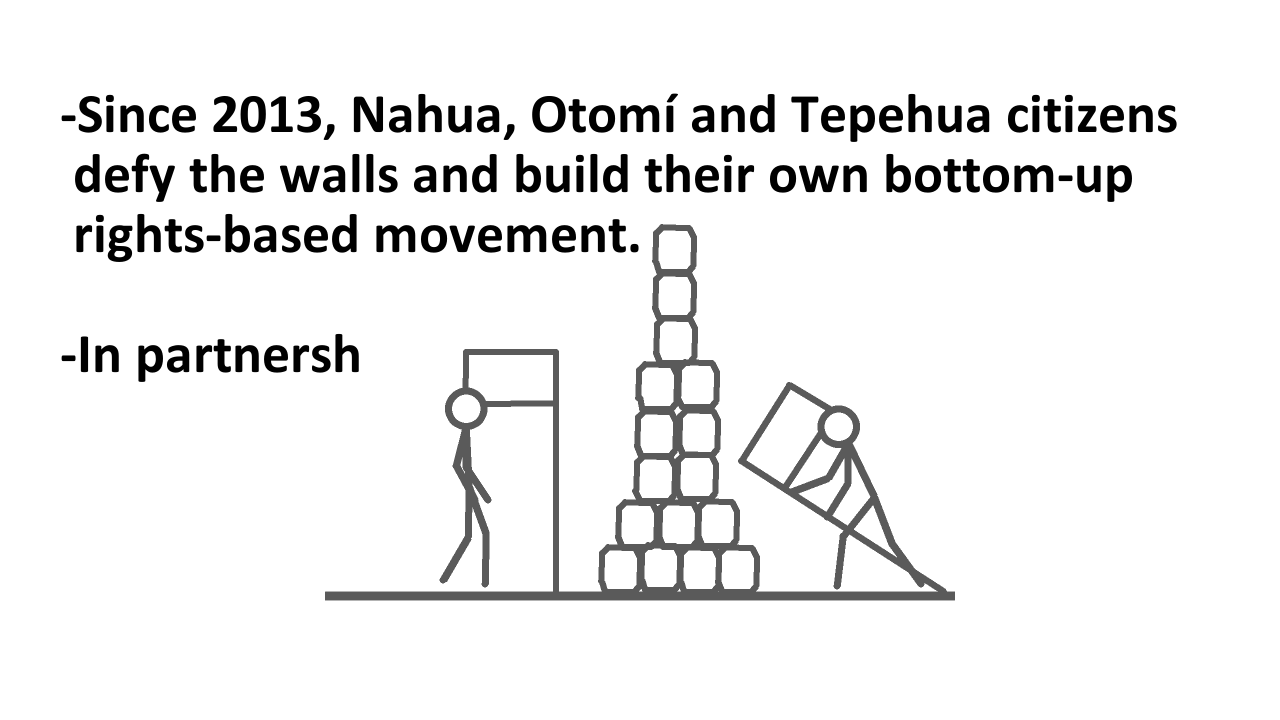 -Since 2013, Nahua, Otomí and Tepehua citizens
defy the walls and build their own bottom-up
rights-based movement.
-In partnersh